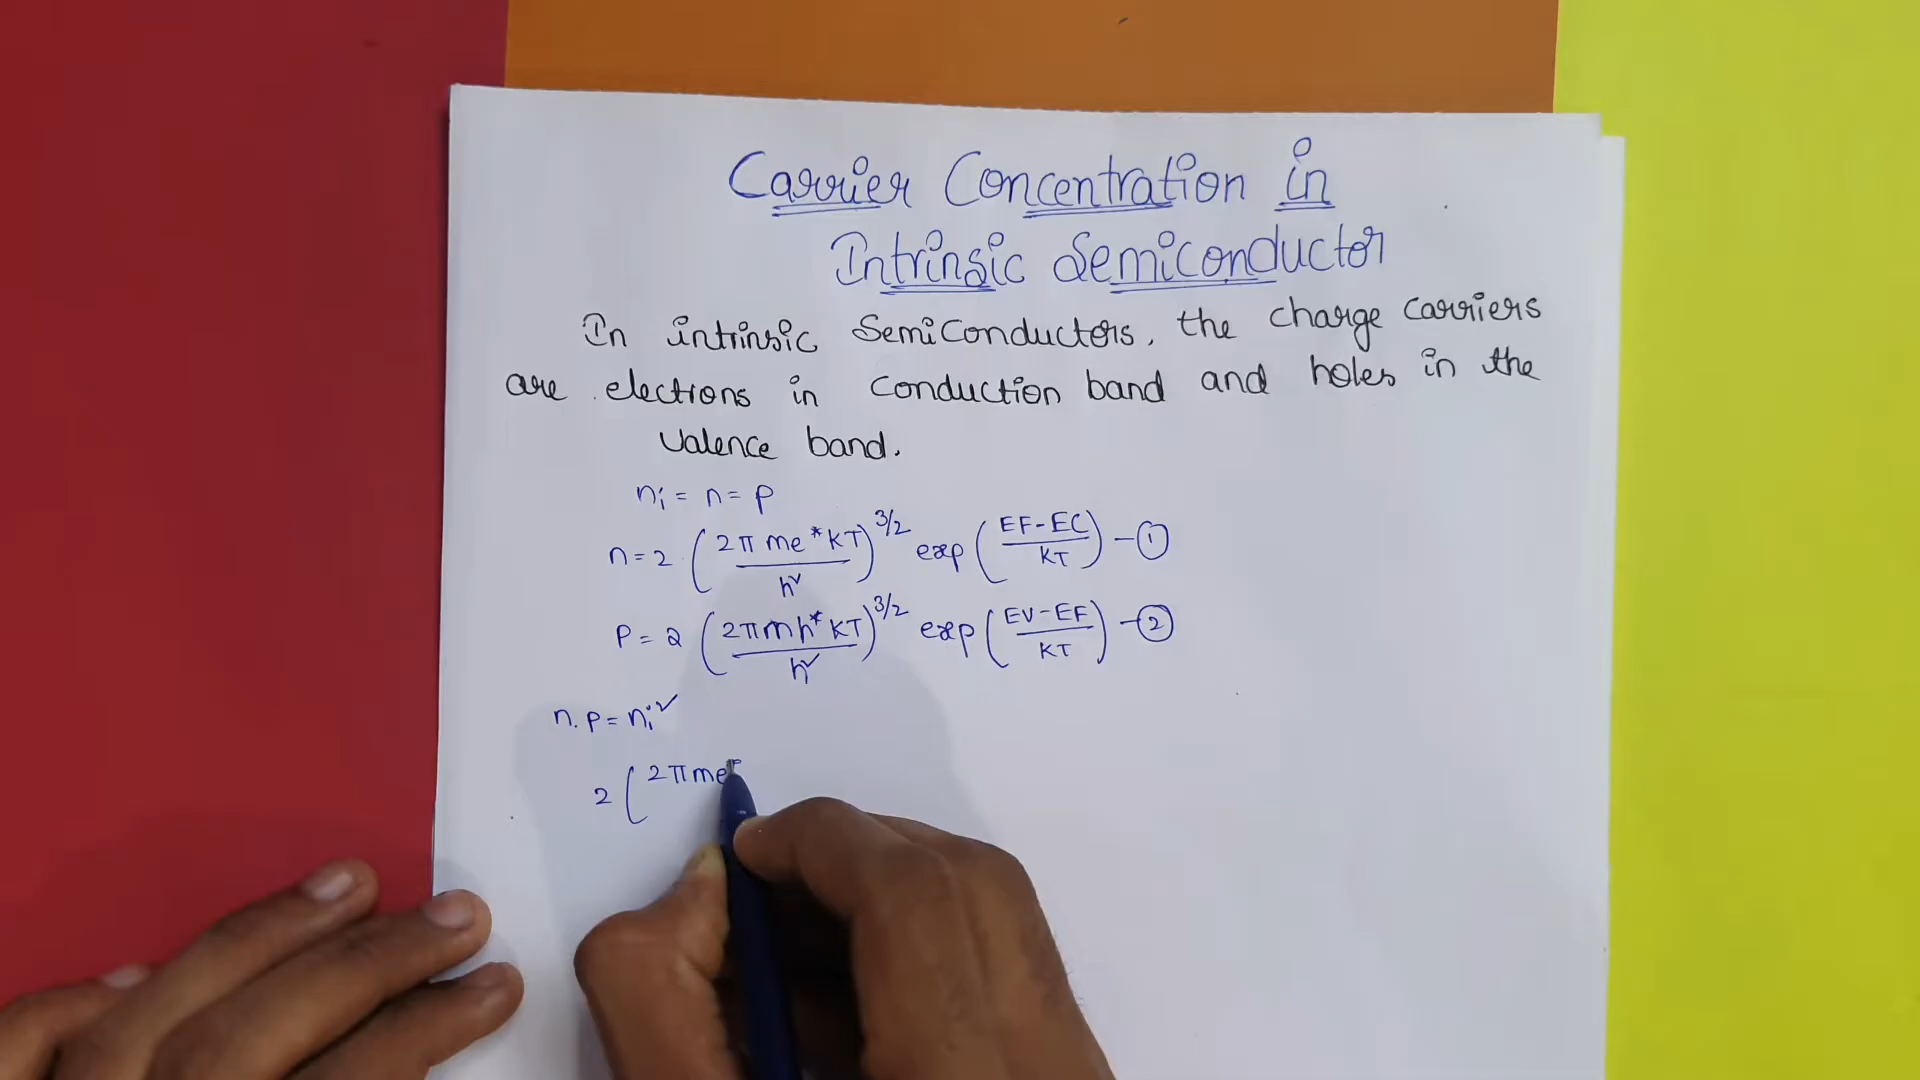 Carrier Concentration in
Intrinsic Semiconductor
In intrinsic Semiconductors, the charge carriers
are elections in conduction band and holes in the
Valence band.
ni = n = p
n = 2 (2π me* KT / h²)^3/2 exp (EF - EC / KT) - ①
P = 2 (2π mh* KT / h²)^3/2 exp (EV - EF / KT) - ②
n. p = ni²
2 ( 2π me